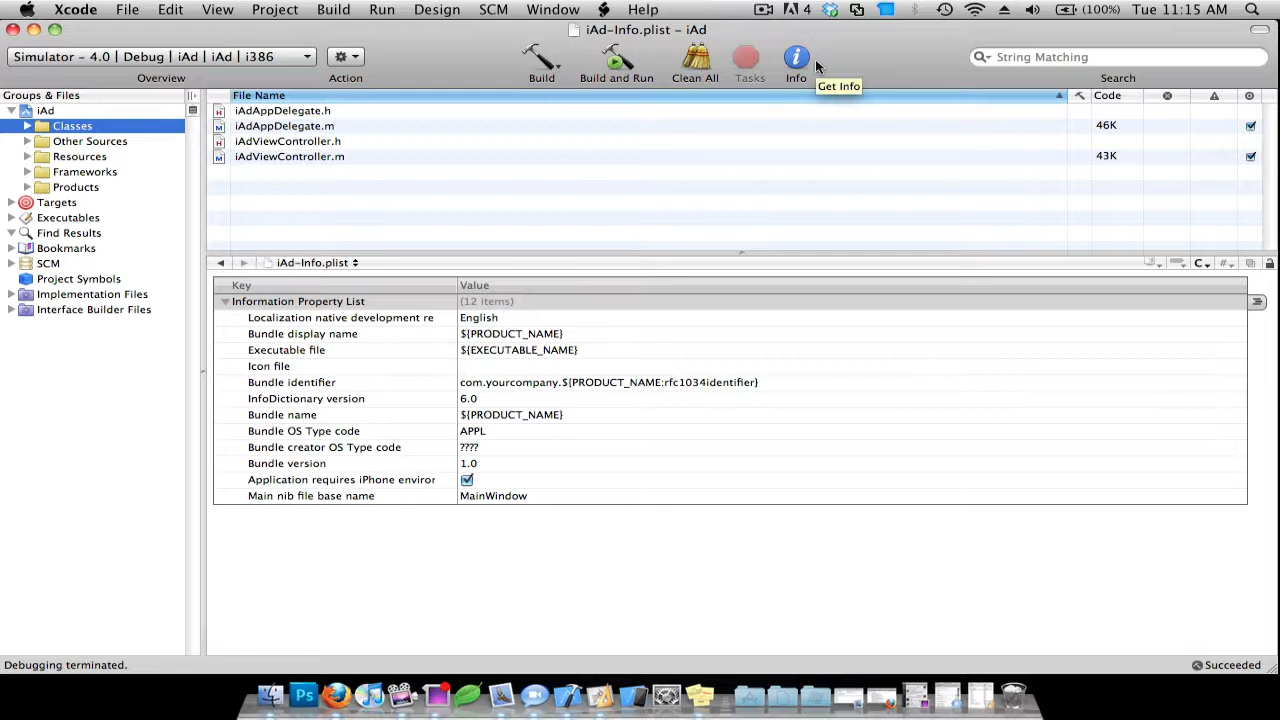 Xcode File Edit View Project Build Run Design SCM Window Help 4 (100%) Tue 11:15 AM
iAd-Info.plist – iAd
Simulator – 4.0 | Debug | iAd | iAd | i386
String Matching
Overview Action Build Build and Run Clean All Tasks Info Search
Get Info
Groups & Files
File Name Code
iAd
iAdAppDelegate.h
Classes
iAdAppDelegate.m 46K
Other Sources
iAdViewController.h
Resources
iAdViewController.m 43K
Frameworks
Products
Targets
Executables
Find Results
Bookmarks
SCM
Project Symbols
Implementation Files
Interface Builder Files
iAd-Info.plist C #
Key Value
Information Property List (12 items)
Localization native development re English
Bundle display name ${PRODUCT_NAME}
Executable file ${EXECUTABLE_NAME}
Icon file
Bundle identifier com.yourcompany.${PRODUCT_NAME:rfc1034identifier}
InfoDictionary version 6.0
Bundle name ${PRODUCT_NAME}
Bundle OS Type code APPL
Bundle creator OS Type code ????
Bundle version 1.0
Application requires iPhone enviror
Main nib file base name MainWindow
Debugging terminated. Succeeded
Ps